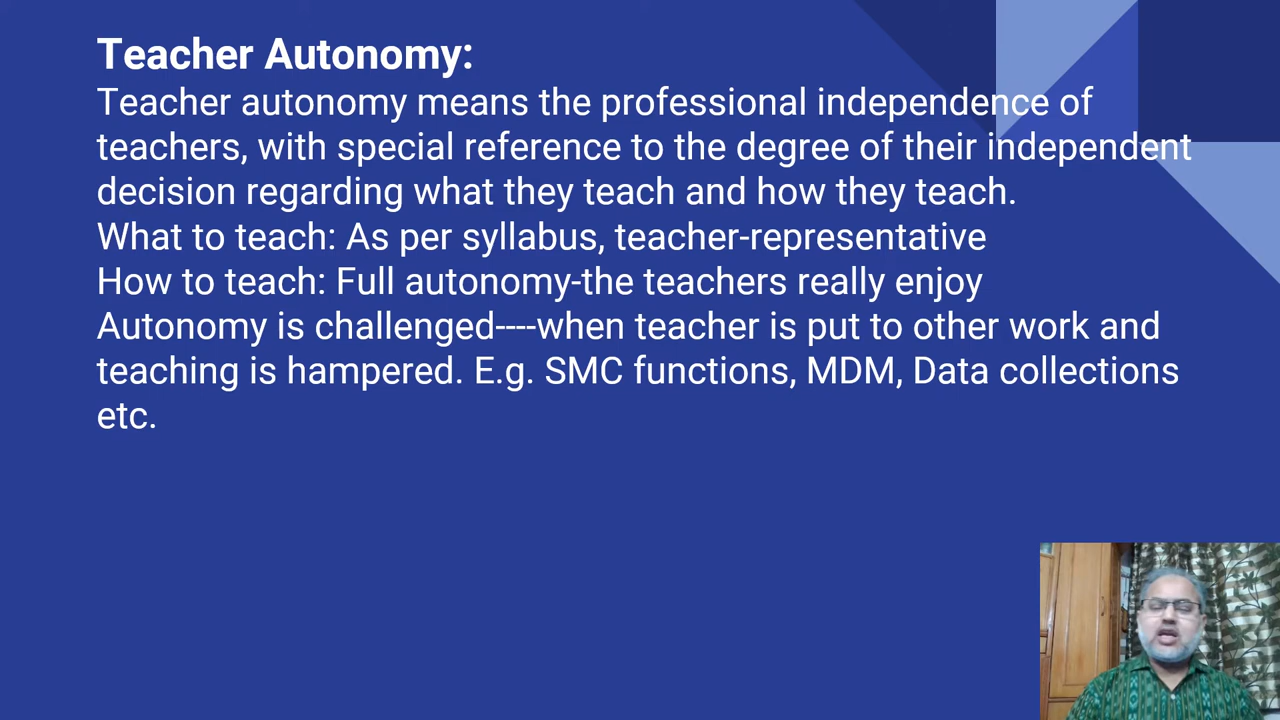 Teacher Autonomy:
Teacher autonomy means the professional independence of
teachers, with special reference to the degree of their independent
decision regarding what they teach and how they teach.
What to teach: As per syllabus, teacher-representative
How to teach: Full autonomy-the teachers really enjoy
Autonomy is challenged----when teacher is put to other work and
teaching is hampered. E.g. SMC functions, MDM, Data collections
etc.